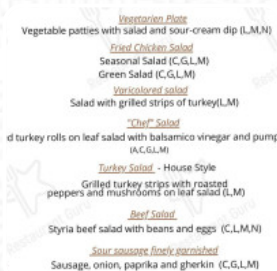 Vegetarien Plate
Vegetable patties with salad and sour-cream dip (L,M,N)
Fried Chicken Salad
Seasonal Salad (C,G,L,M)
Green Salad (C,G,L,M)
Varicolored salad
Salad with grilled strips of turkey(L,M)
"Chef" Salad
d turkey rolls on leaf salad with balsamico vinegar and pump
(A,C,G,L,M)
Turkey Salad - House Style
Grilled turkey strips with roasted
peppers and mushrooms on leaf salad (L,M)
Beef Salad
Styria beef salad with beans and eggs (C,L,M,N)
Sour sausage finely garnished
Sausage, onion, paprika and gherkin (C,G,L,M)